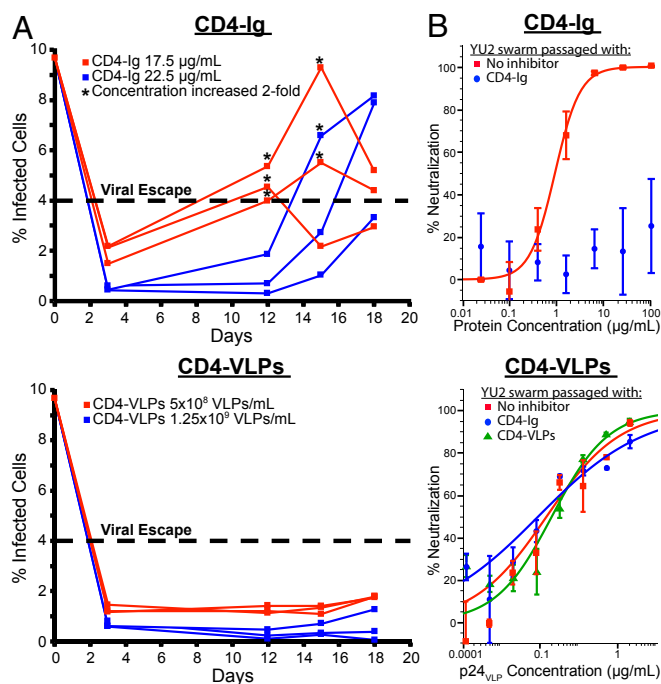 A
CD4-Ig
% Infected Cells
10
8
6
4
2
0
CD4-Ig 17.5 µg/mL
CD4-Ig 22.5 µg/mL
* Concentration increased 2-fold
* * * * * *
Viral Escape
0 2 4 6 8 10 12 14 16 18 20
Days
CD4-VLPs
% Infected Cells
10
8
6
4
2
0
CD4-VLPs 5x10⁸ VLPs/mL
CD4-VLPs 1.25x10⁹ VLPs/mL
Viral Escape
0 2 4 6 8 10 12 14 16 18 20
Days
B
CD4-Ig
YU2 swarm passaged with:
No inhibitor
CD4-Ig
% Neutralization
100
80
60
40
20
0
0.01 0.1 1 10 100
Protein Concentration (µg/mL)
CD4-VLPs
YU2 swarm passaged with:
No inhibitor
CD4-Ig
CD4-VLPs
% Neutralization
100
80
60
40
20
0
0.0001 0.1 1
p24VLP Concentration (µg/mL)